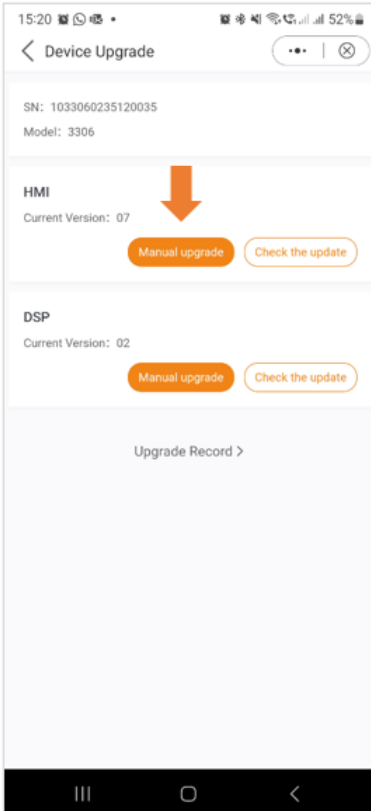 15:20 52%
Device Upgrade
SN: 1033060235120035
Model: 3306
HMI
Current Version: 07
Manual upgrade Check the update
DSP
Current Version: 02
Manual upgrade Check the update
Upgrade Record >